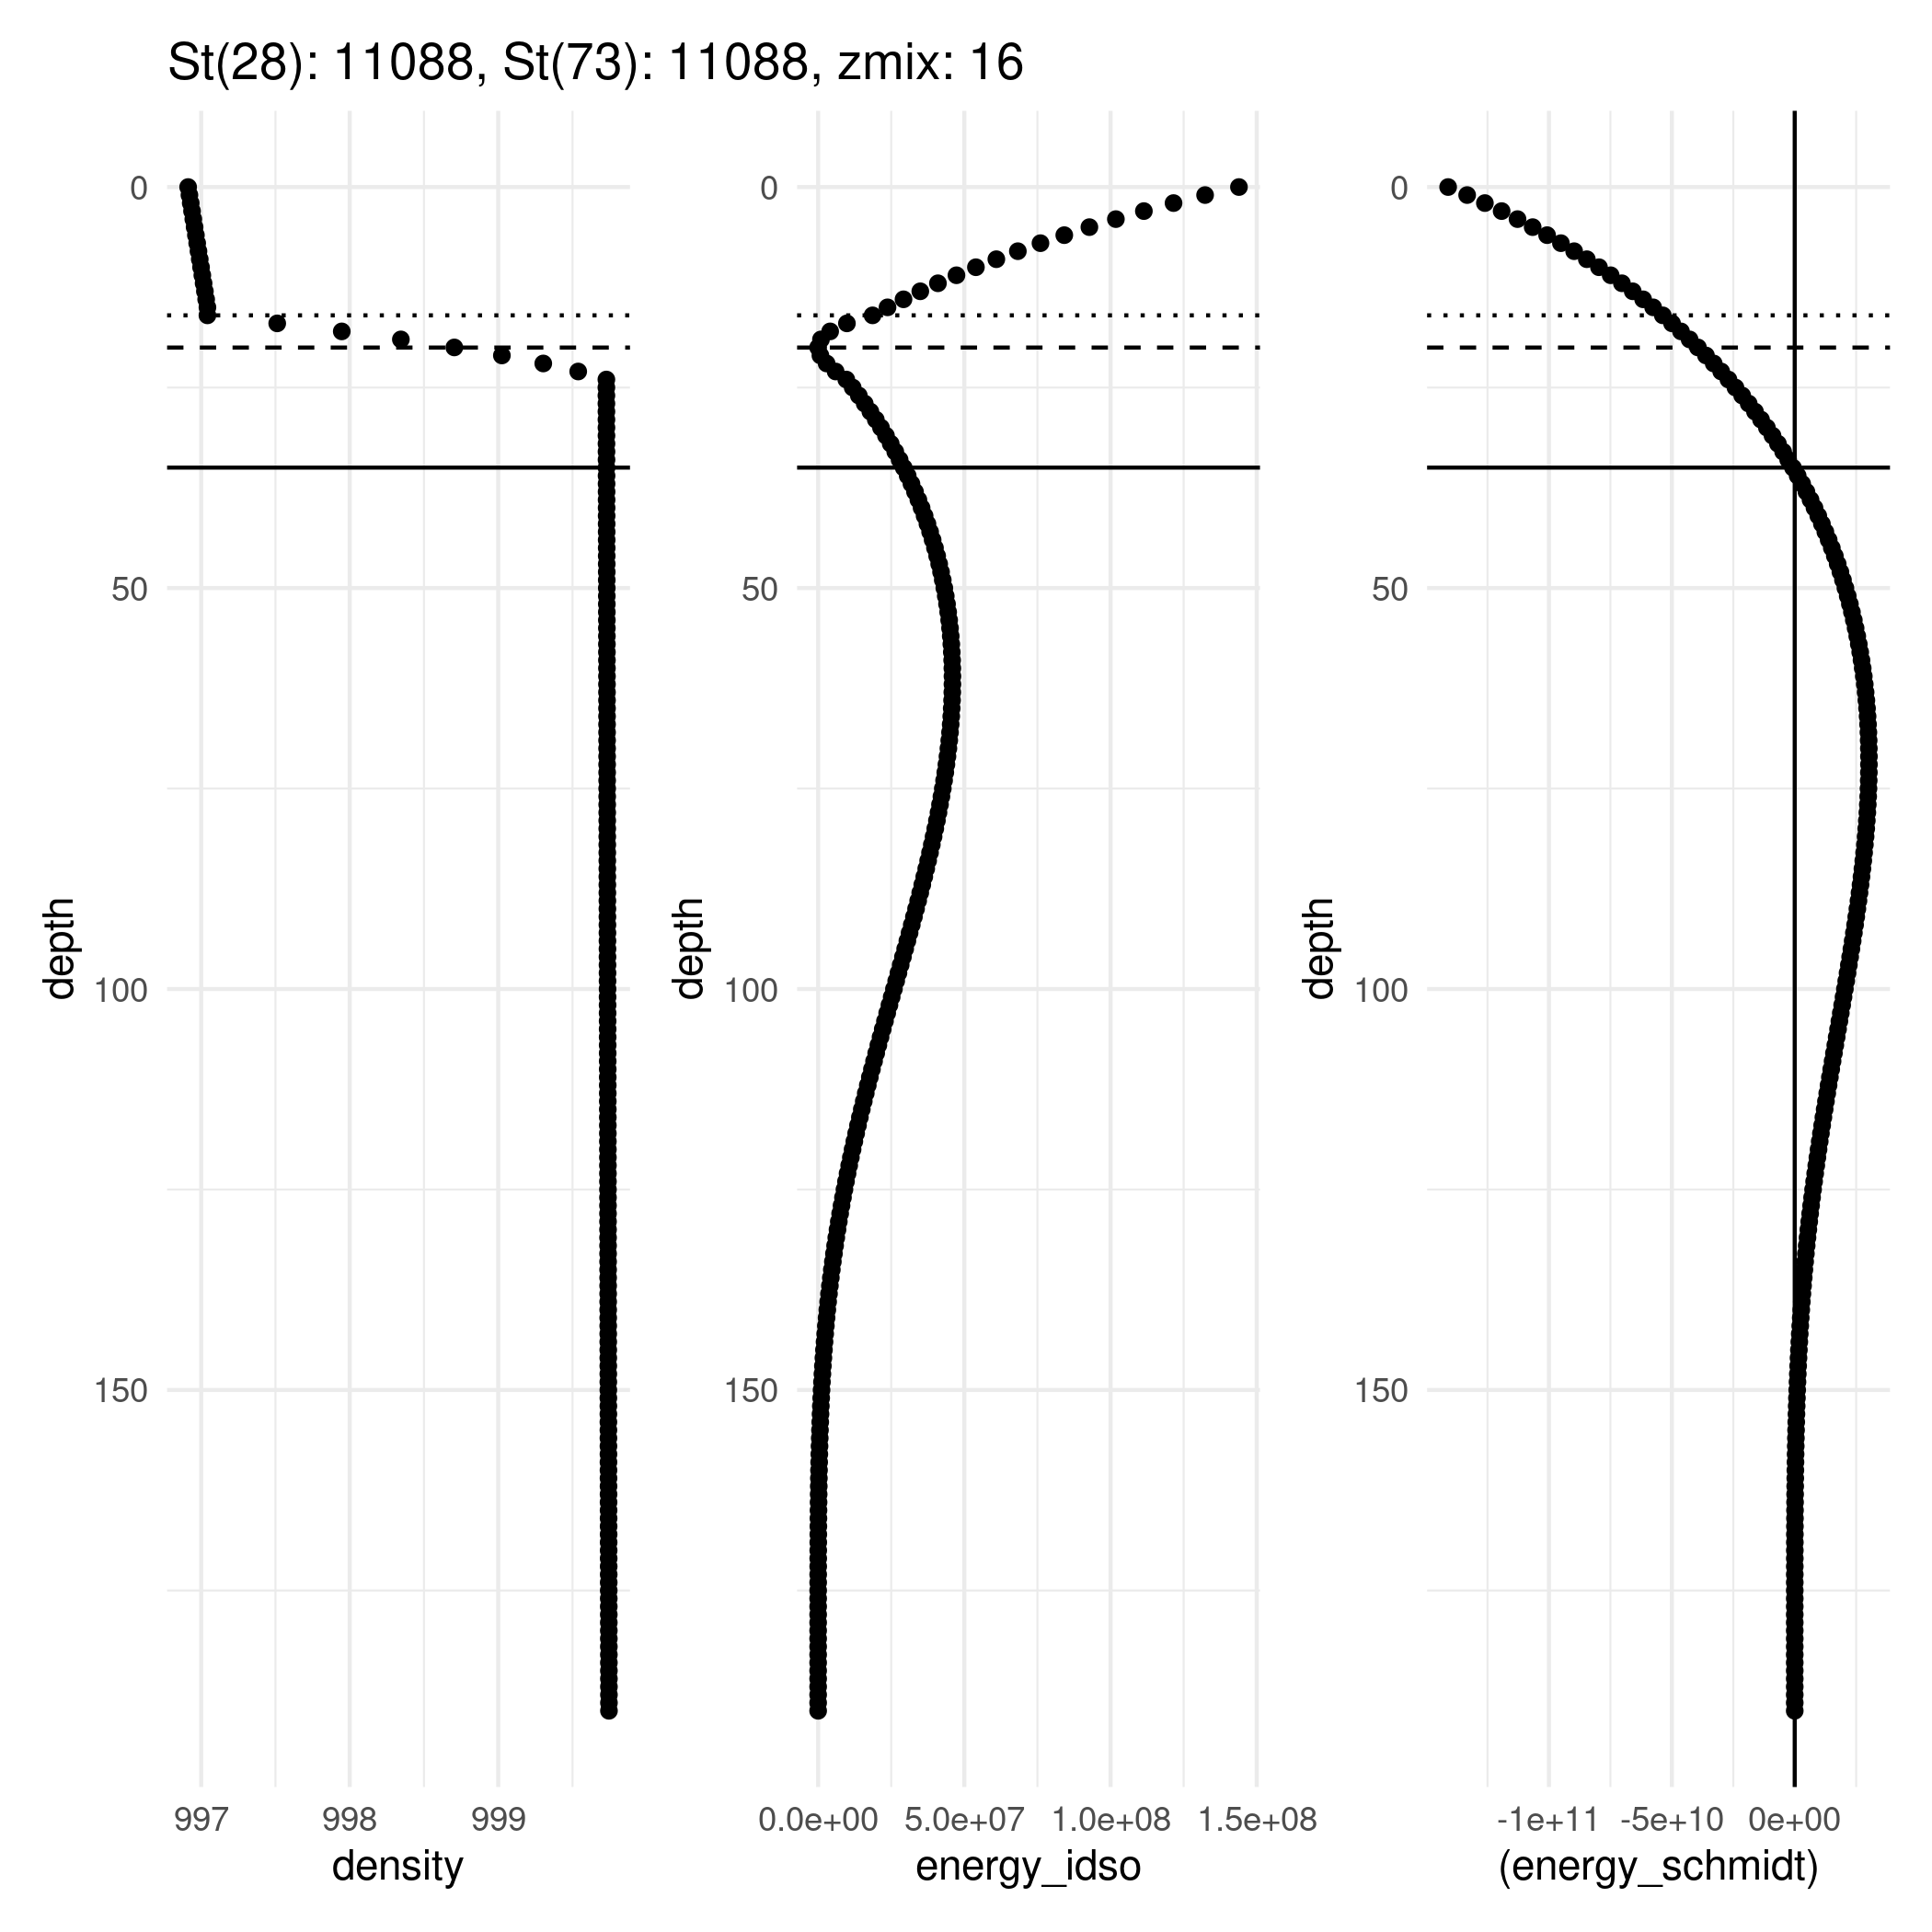 St(28): 11088, St(73): 11088, zmix: 16
0
50
100
150
depth
997 998 999
density
0
50
100
150
depth
0.0e+00 5.0e+07 1.0e+08 1.5e+08
energy_idso
0
50
100
150
depth
-1e+11 -5e+10 0e+00
(energy_schmidt)